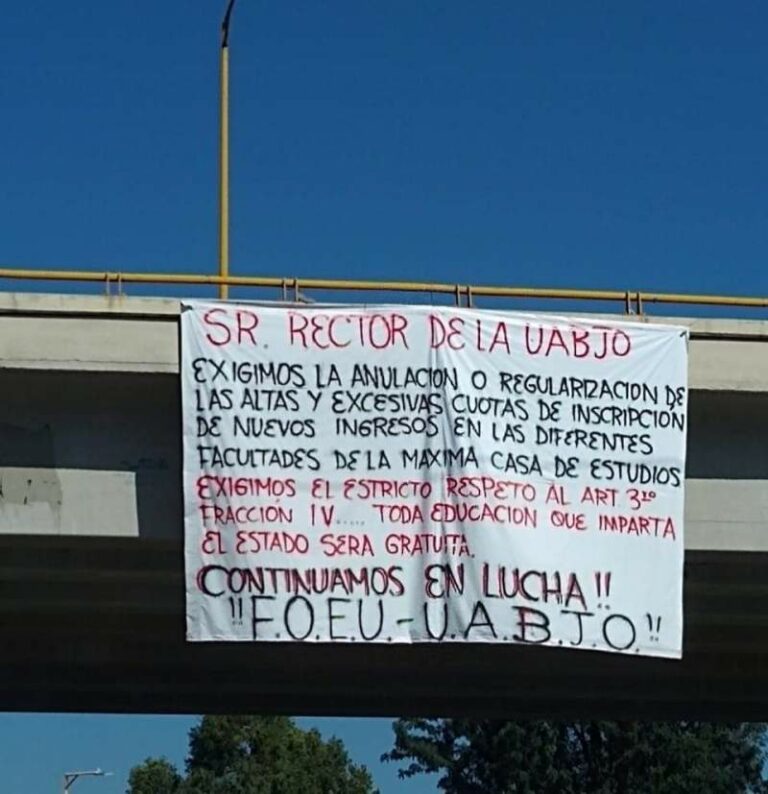 SR. RECTOR DE LA UABJO
EXIGIMOS LA ANULACION O REGULARIZACION DE
LAS ALTAS Y EXCESIVAS CUOTAS DE INSCRIPCION
DE NUEVOS INGRESOS EN LAS DIFERENTES
FACULTADES DE LA MAXIMA CASA DE ESTUDIOS
EXIGIMOS EL ESTRICTO RESPETO AL ART 3ro
FRACCIÓN IV..... TODA EDUCACION QUE IMPARTA
EL ESTADO SERA GRATUITA.
CONTINUAMOS EN LUCHA!!
"F.O.E.U.-U.A.B.J.O."